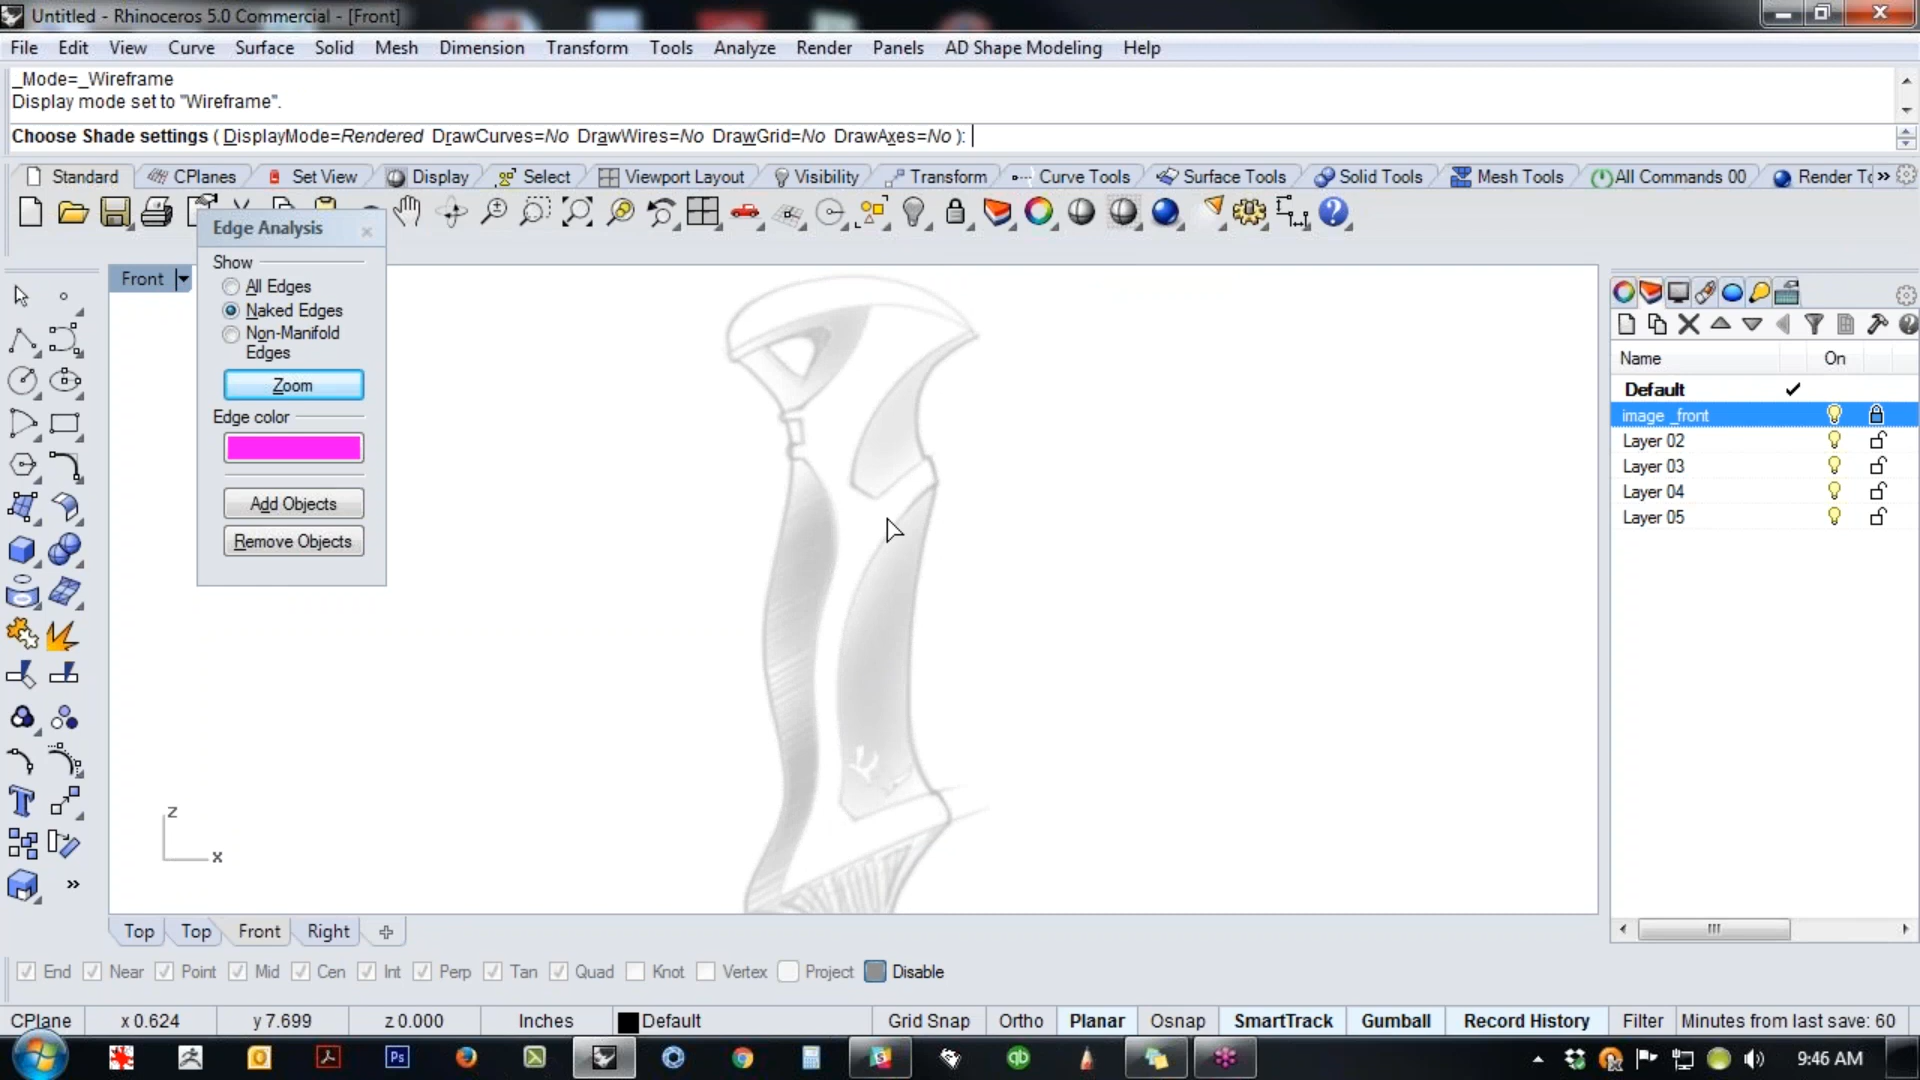 Untitled - Rhinoceros 5.0 Commercial - [Front]
File Edit View Curve Surface Solid Mesh Dimension Transform Tools Analyze Render Panels AD Shape Modeling Help
_Mode=_Wireframe
Display mode set to "Wireframe".
Choose Shade settings ( DisplayMode=Rendered DrawCurves=No DrawWires=No DrawGrid=No DrawAxes=No ):
Standard CPlanes Set View Display Select Viewport Layout Visibility Transform Curve Tools Surface Tools Solid Tools Mesh Tools All Commands 00 Render To
Edge Analysis
Show
All Edges
Naked Edges
Non-Manifold
Edges
Zoom
Edge color
Add Objects
Remove Objects
Front
z
x
Name On
Default
image _front
Layer 02
Layer 03
Layer 04
Layer 05
Top Top Front Right
End Near Point Mid Cen Int Perp Tan Quad Knot Vertex Project Disable
CPlane x 0.624 y 7.699 z 0.000 Inches Default Grid Snap Ortho Planar Osnap SmartTrack Gumball Record History Filter Minutes from last save: 60
Ps
qb
9:46 AM